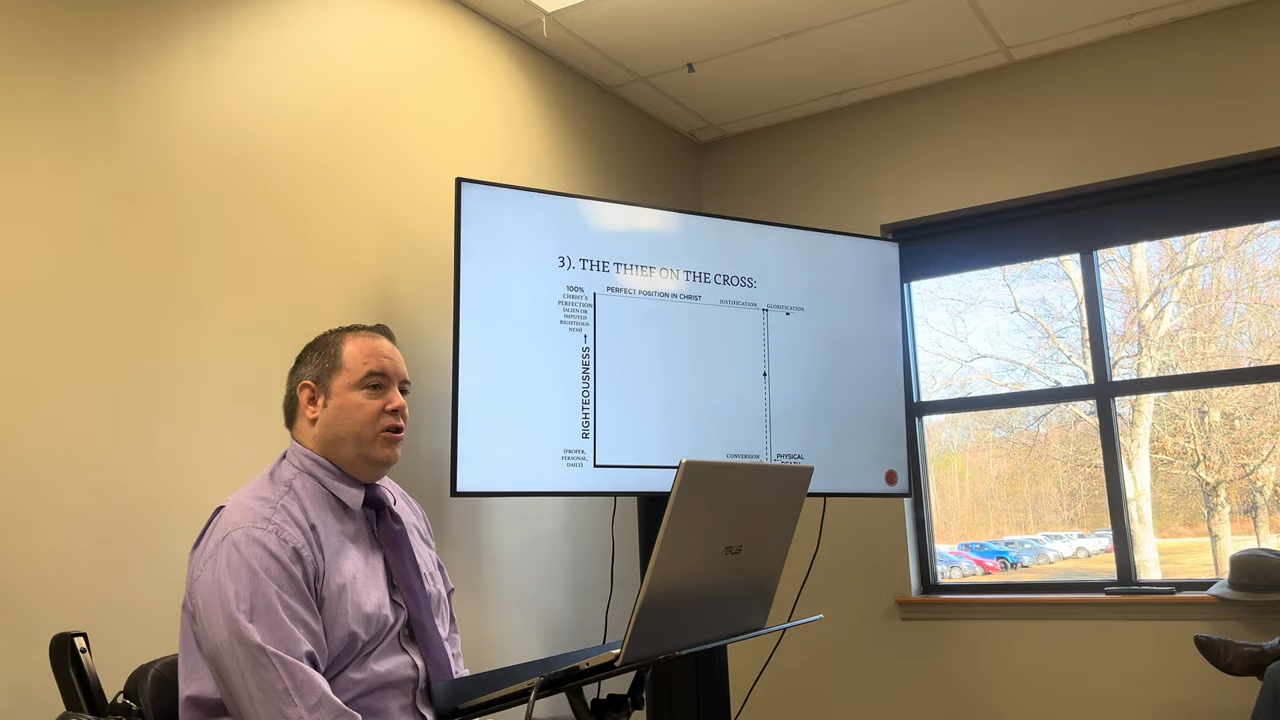 3). THE THIEF ON THE CROSS:
100%
CHRIST'S
PERFECTION
(ALIEN OR
IMPUTED
RIGHTEOUS-
NESS)
PERFECT POSITION IN CHRIST
JUSTIFICATION
GLORIFICATION
RIGHTEOUSNESS
(PROPER,
PERSONAL,
DAILY)
CONVERSION
PHYSICAL
DEATH
ASUS